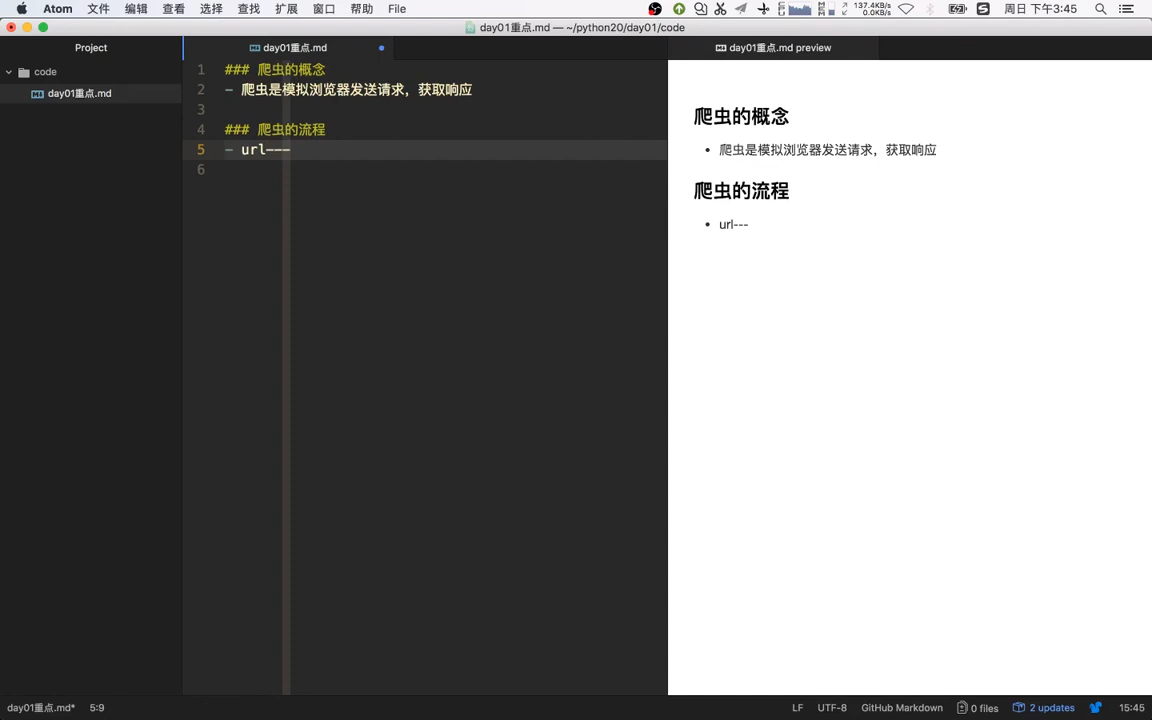 Atom 文件 编辑 查看 选择 查找 扩展 窗口 帮助 File 137.4KB/s 0.0KB/s 周日 下午3:45
day01重点.md — ~/python20/day01/code
Project
day01重点.md
day01重点.md preview
code
day01重点.md
1 ### 爬虫的概念
2 - 爬虫是模拟浏览器发送请求，获取响应
3
4 ### 爬虫的流程
5 - url---
6
爬虫的概念
• 爬虫是模拟浏览器发送请求，获取响应
爬虫的流程
• url---
day01重点.md* 5:9 LF UTF-8 GitHub Markdown 0 files 2 updates 15:45